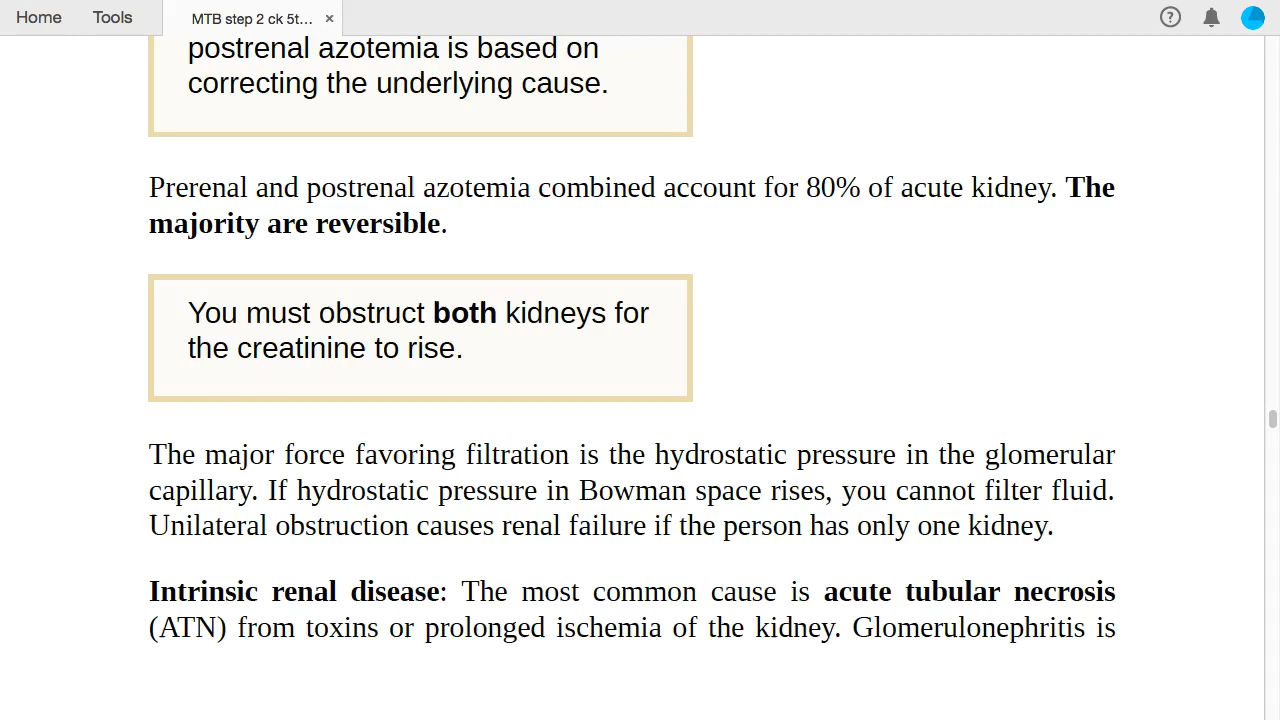 Home Tools MTB step 2 ck 5t... ×
postrenal azotemia is based on
correcting the underlying cause.
Prerenal and postrenal azotemia combined account for 80% of acute kidney. The
majority are reversible.
You must obstruct both kidneys for
the creatinine to rise.
The major force favoring filtration is the hydrostatic pressure in the glomerular
capillary. If hydrostatic pressure in Bowman space rises, you cannot filter fluid.
Unilateral obstruction causes renal failure if the person has only one kidney.
Intrinsic renal disease: The most common cause is acute tubular necrosis
(ATN) from toxins or prolonged ischemia of the kidney. Glomerulonephritis is